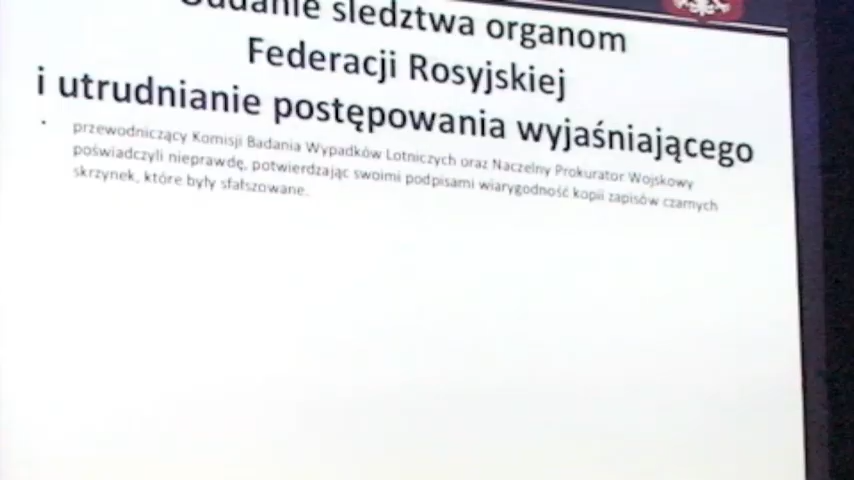 Oddanie śledztwa organom
Federacji Rosyjskiej
i utrudnianie postępowania wyjaśniającego
• przewodniczący Komisji Badania Wypadków Lotniczych oraz Naczelny Prokurator Wojskowy
poświadczyli nieprawdę, potwierdzając swoimi podpisami wiarygodność kopii zapisów czarnych
skrzynek, które były sfałszowane.